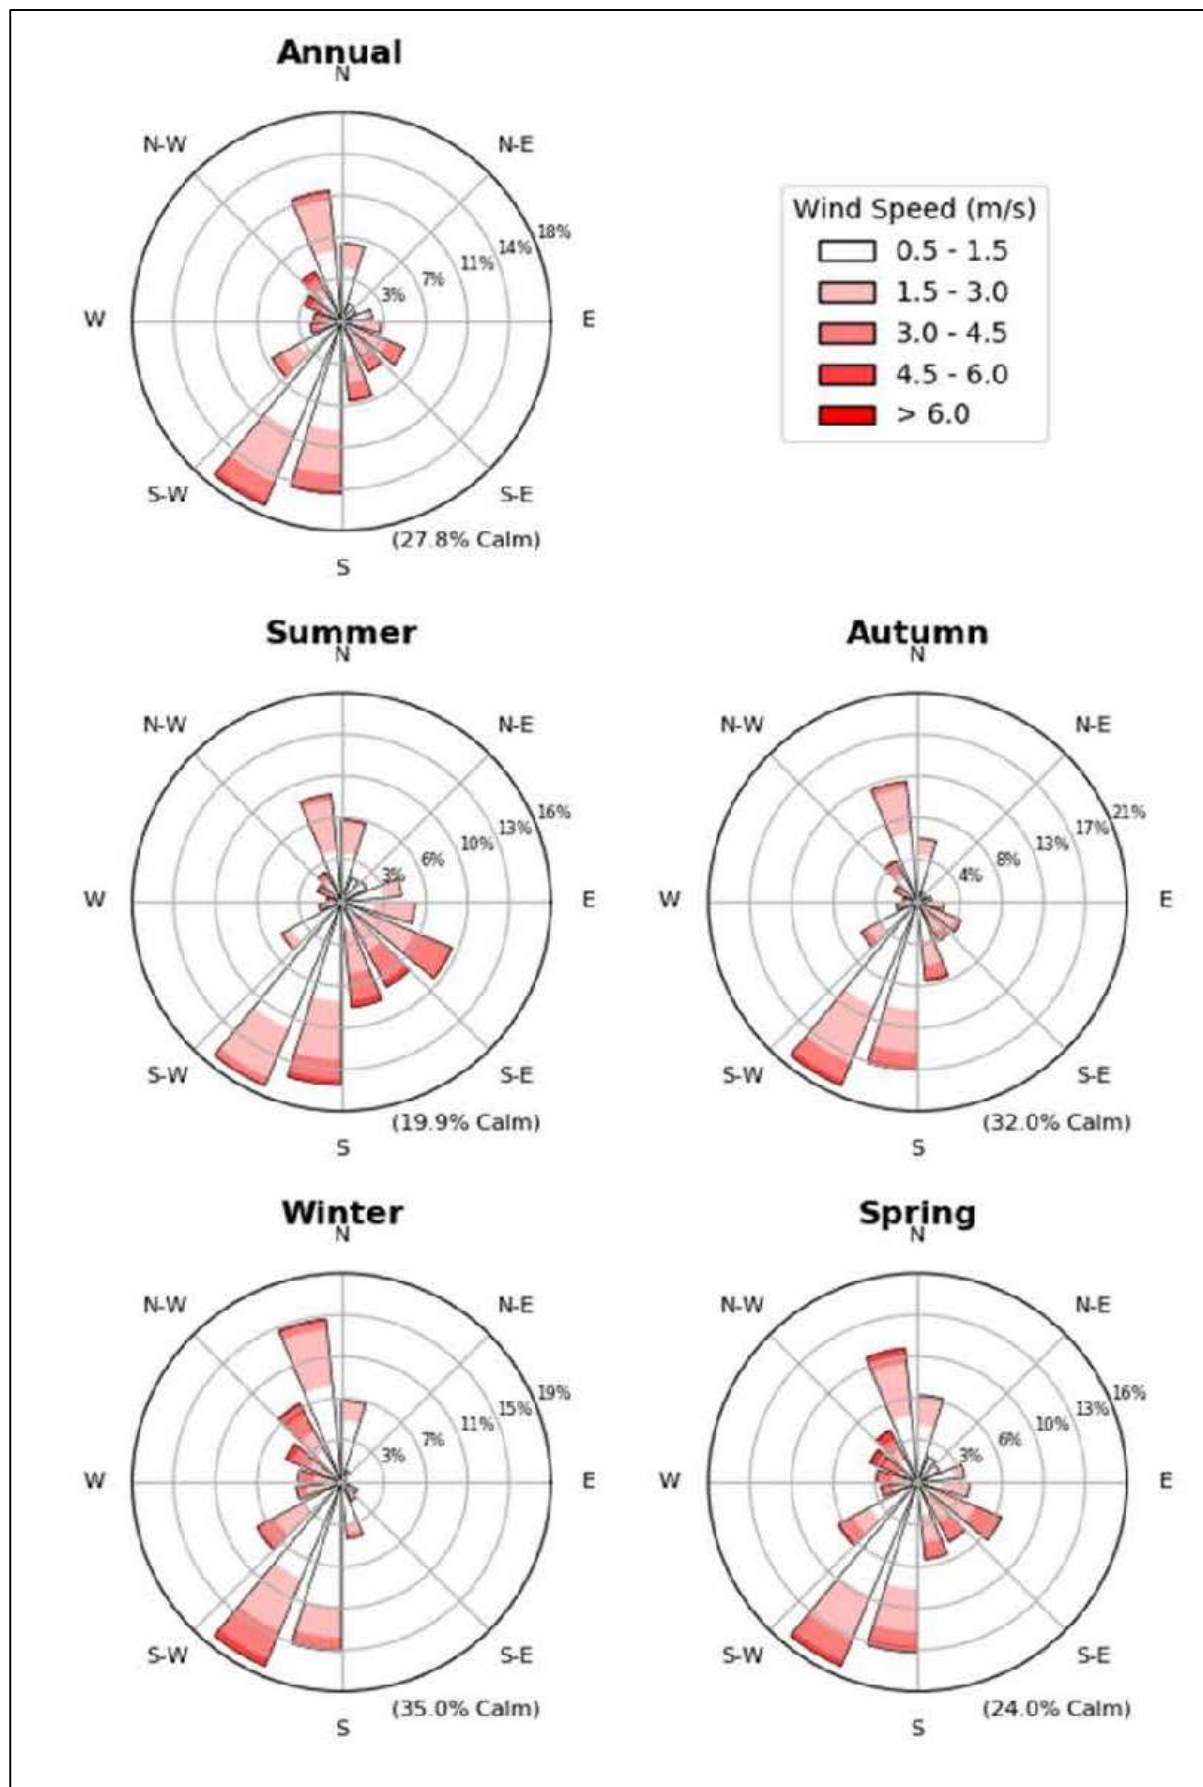 Annual
N
N-W
N-E
18%
14%
11%
7%
3%
W
E
S-W
S-E
(27.8% Calm)
S
Wind Speed (m/s)
0.5 - 1.5
1.5 - 3.0
3.0 - 4.5
4.5 - 6.0
> 6.0
Summer
N
N-W
N-E
16%
13%
10%
6%
3%
W
E
S-W
S-E
(19.9% Calm)
S
Autumn
N
N-W
N-E
21%
17%
13%
8%
4%
W
E
S-W
S-E
(32.0% Calm)
S
Winter
N
N-W
N-E
19%
15%
11%
7%
3%
W
E
S-W
S-E
(35.0% Calm)
S
Spring
N
N-W
N-E
16%
13%
10%
6%
3%
W
E
S-W
S-E
(24.0% Calm)
S